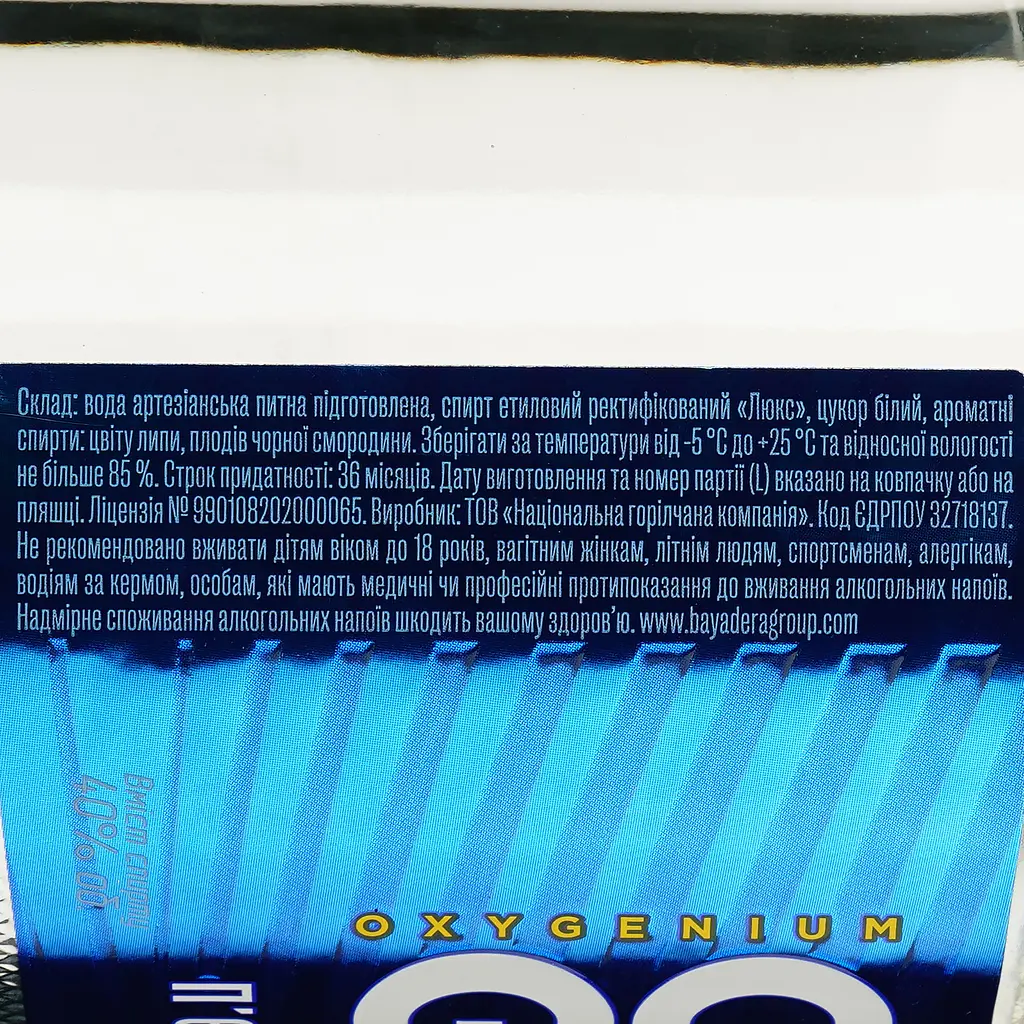 Склад: вода артезіанська питна підготовлена, спирт етиловий ректифікований «Люкс», цукор білий, ароматні
спирти: цвіту липи, плодів чорної смородини. Зберігати за температури від -5 °C до +25 °C та відносної вологості
не більше 85 %. Строк придатності: 36 місяців. Дату виготовлення та номер партії (L) вказано на ковпачку або на
пляшці. Ліцензія № 990108202000065. Виробник: ТОВ «Національна горілчана компанія». Код ЄДРПОУ 32718137.
Не рекомендовано вживати дітям віком до 18 років, вагітним жінкам, літнім людям, спортсменам, алергікам,
водіям за кермом, особам, які мають медичні чи професійні протипоказання до вживання алкогольних напоїв.
Надмірне споживання алкогольних напоїв шкодить вашому здоров'ю. www.bayaderagroup.com
Вміст спирту
40% об
OXYGENIUM